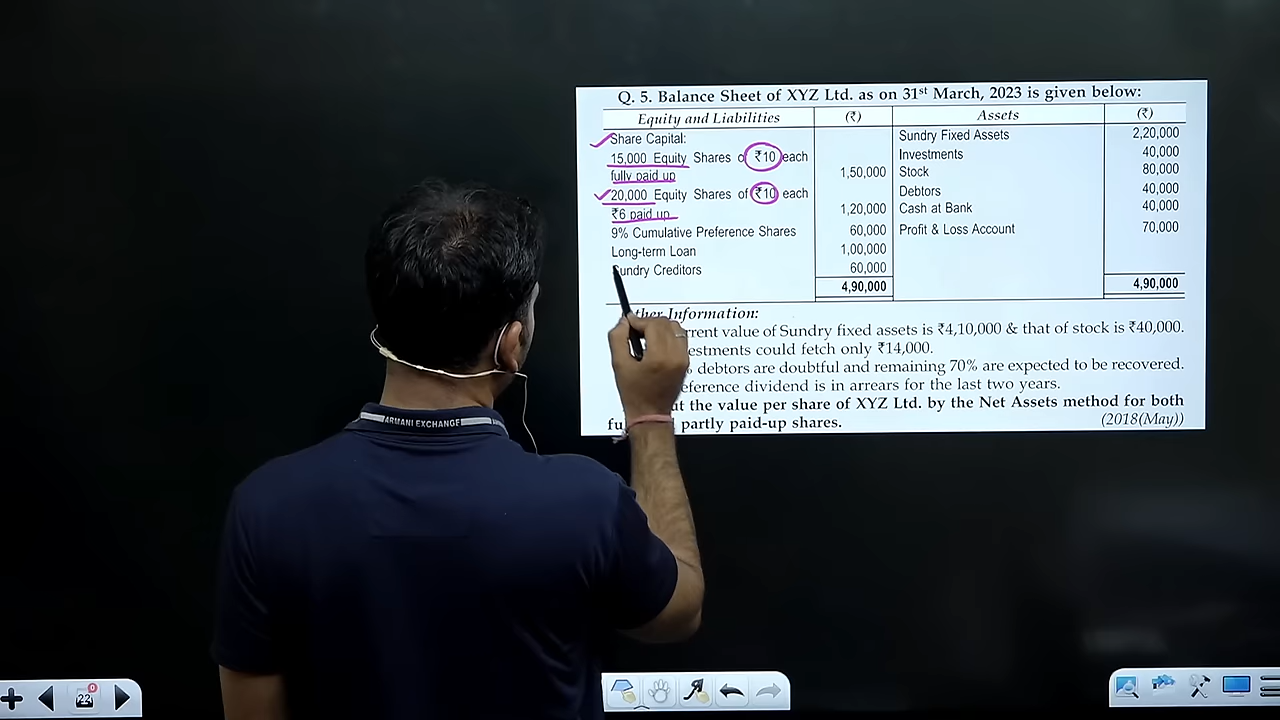 Q. 5. Balance Sheet of XYZ Ltd. as on 31st March, 2023 is given below:
Equity and Liabilities (₹) Assets (₹)
Share Capital: Sundry Fixed Assets 2,20,000
15,000 Equity Shares of ₹10 each Investments 40,000
fully paid up 1,50,000 Stock 80,000
20,000 Equity Shares of ₹10 each Debtors 40,000
₹6 paid up 1,20,000 Cash at Bank 40,000
9% Cumulative Preference Shares 60,000 Profit & Loss Account 70,000
Long-term Loan 1,00,000
Sundry Creditors 60,000
4,90,000 4,90,000
ther Information:
rrent value of Sundry fixed assets is ₹4,10,000 & that of stock is ₹40,000.
estments could fetch only ₹14,000.
% debtors are doubtful and remaining 70% are expected to be recovered.
eference dividend is in arrears for the last two years.
ut the value per share of XYZ Ltd. by the Net Assets method for both
fu partly paid-up shares. (2018(May))
ARMANI EXCHANGE
22
0